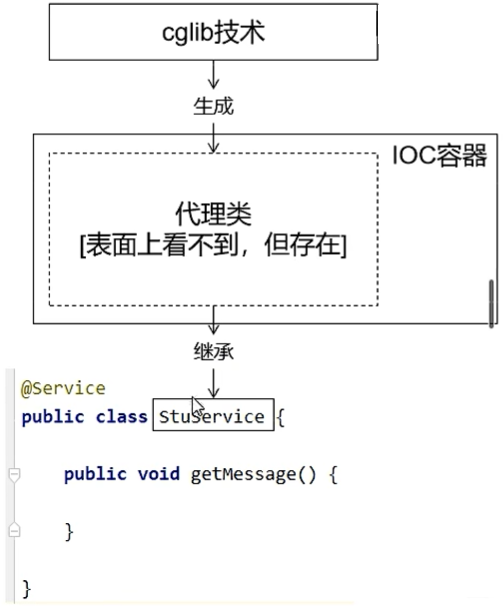 cglib技术
生成
IOC容器
代理类
[表面上看不到，但存在]
继承
@Service
public class StuService {
public void getMessage() {
}
}